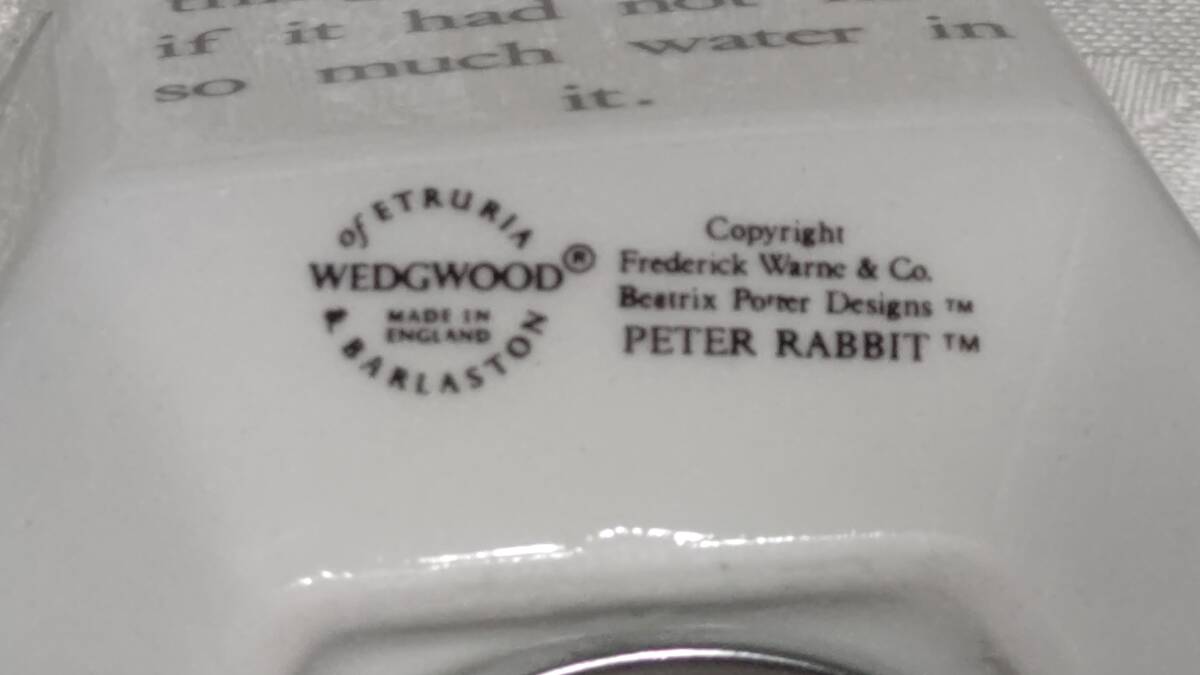 if it had not
so much water in
it.
of ETRURIA
WEDGWOOD®
MADE IN
ENGLAND
& BARLASTON
Copyright
Frederick Warne & Co.
Beatrix Potter Designs ™
PETER RABBIT ™